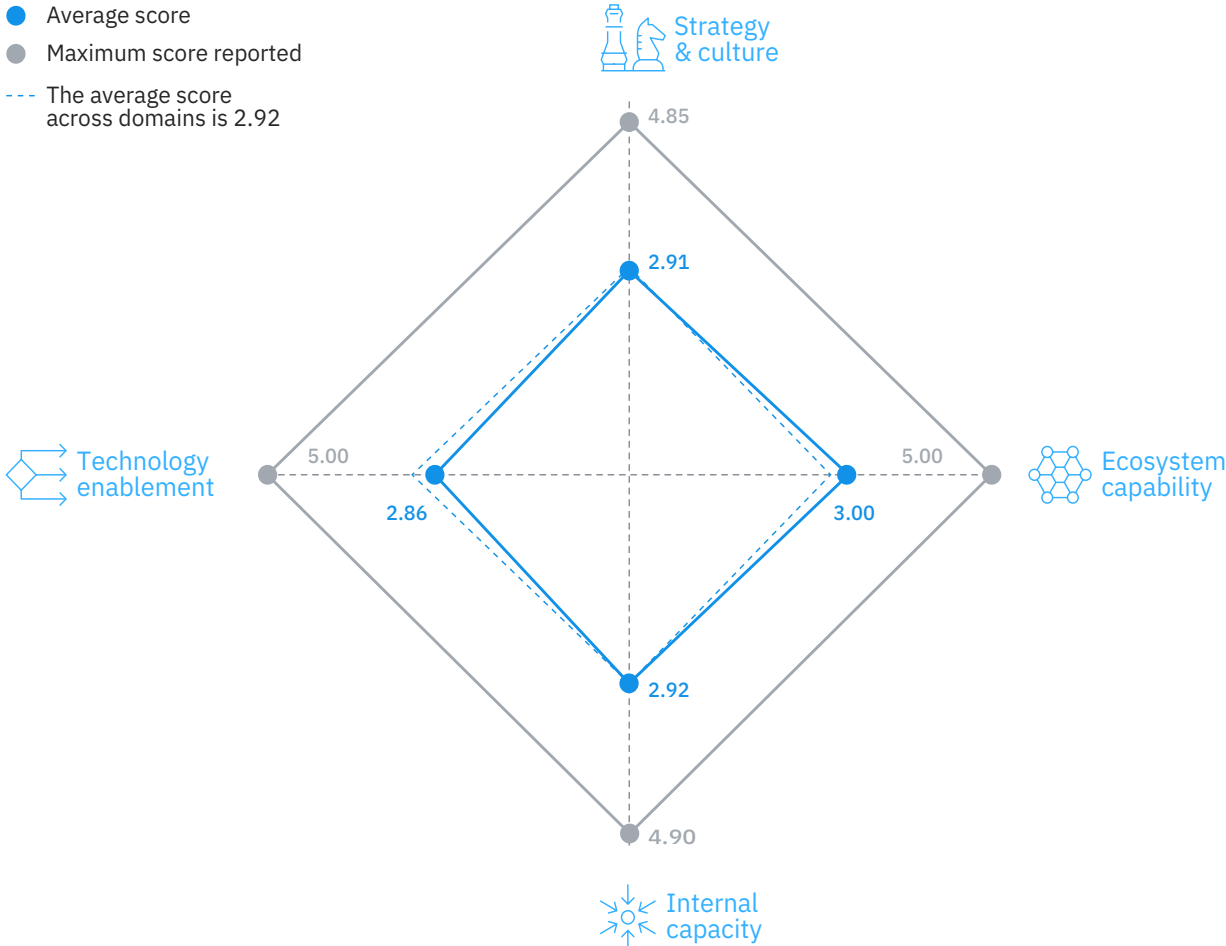 Average score
Maximum score reported
The average score
across domains is 2.92
Strategy
& culture
4.85
2.91
Technology
enablement
5.00
2.86
5.00
3.00
Ecosystem
capability
2.92
4.90
Internal
capacity